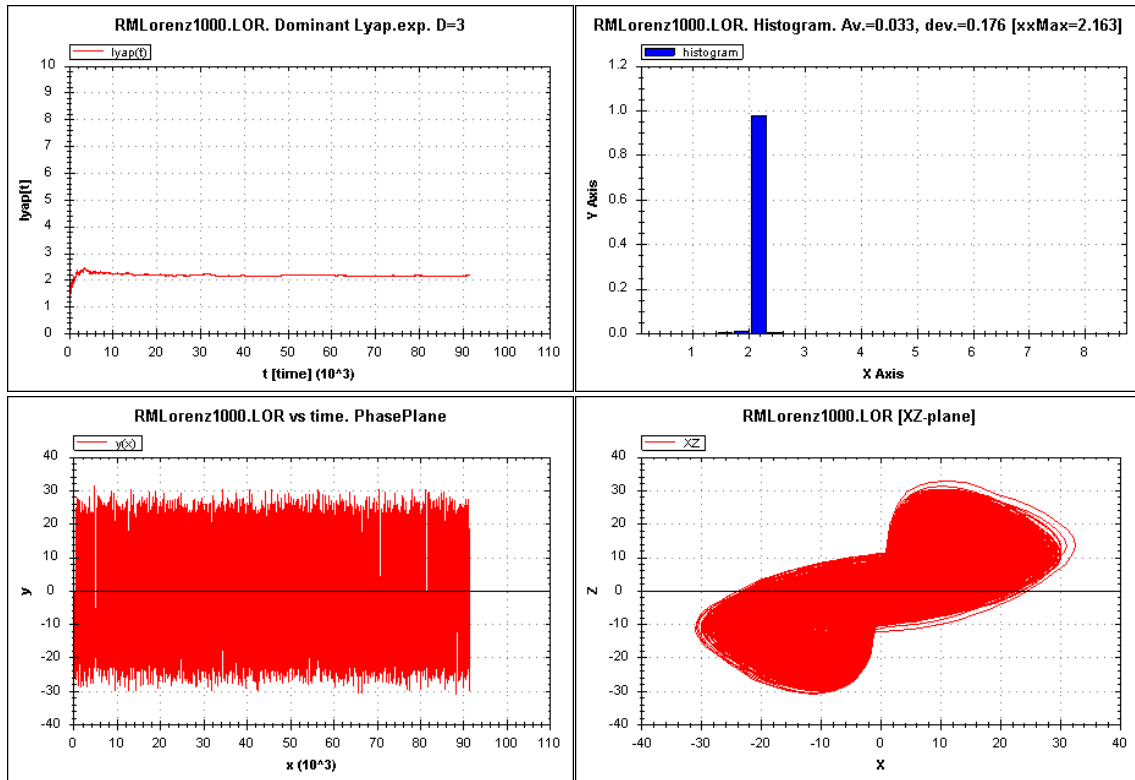 RMLorenz1000.LOR. Dominant Lyap.exp. D=3
lyap(t)
10
9
8
7
6
5
4
3
2
1
0
lyap[t]
0 10 20 30 40 50 60 70 80 90 100 110
t [time] (10^3)
RMLorenz1000.LOR. Histogram. Av.=0.033, dev.=0.176 [xxMax=2.163]
histogram
1.2
1.0
0.8
0.6
0.4
0.2
0.0
Y Axis
1 2 3 4 5 6 7 8
X Axis
RMLorenz1000.LOR vs time. PhasePlane
y(x)
40
30
20
10
0
-10
-20
-30
-40
y
0 10 20 30 40 50 60 70 80 90 100 110
x (10^3)
RMLorenz1000.LOR [XZ-plane]
XZ
40
30
20
10
0
-10
-20
-30
-40
Z
-40 -30 -20 -10 0 10 20 30 40
X